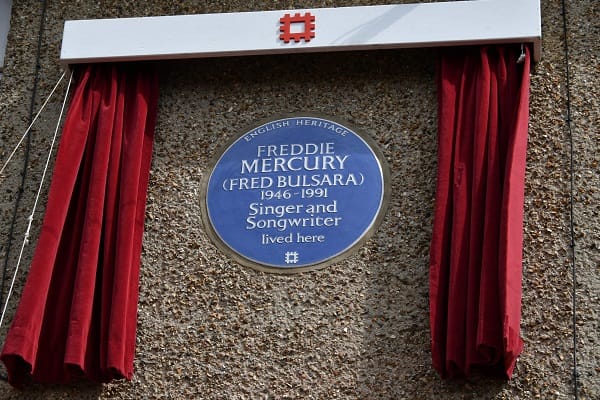 ENGLISH HERITAGE
FREDDIE
MERCURY
(FRED BULSARA)
1946-1991
Singer and
Songwriter
lived here